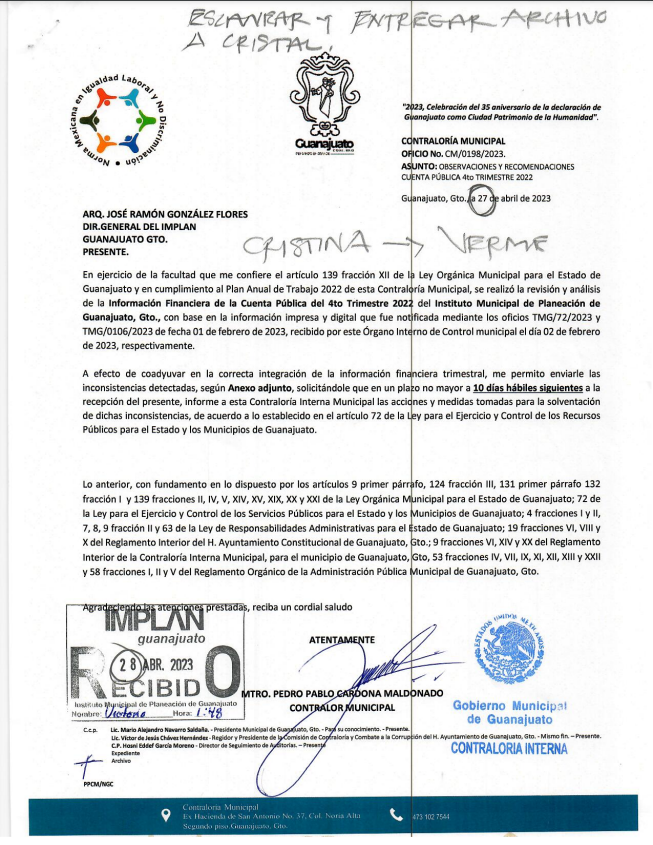 ESCANEAR Y ENTREGAR ARCHIVO
A CRISTAL.
Norma Mexicana en Igualdad Laboral y No Discriminación
Guanajuato
"2023, Celebración del 35 aniversario de la declaración de
Guanajuato como Ciudad Patrimonio de la Humanidad".
CONTRALORÍA MUNICIPAL
OFICIO No. CM/0198/2023.
ASUNTO: OBSERVACIONES Y RECOMENDACIONES
CUENTA PÚBLICA 4to TRIMESTRE 2022
Guanajuato, Gto., a 27 de abril de 2023
ARQ. JOSÉ RAMÓN GONZÁLEZ FLORES
DIR.GENERAL DEL IMPLAN
GUANAJUATO GTO.
PRESENTE.
CRISTINA → VERME
En ejercicio de la facultad que me confiere el artículo 139 fracción XII de la Ley Orgánica Municipal para el Estado de
Guanajuato y en cumplimiento al Plan Anual de Trabajo 2022 de esta Contraloría Municipal, se realizó la revisión y análisis
de la Información Financiera de la Cuenta Pública del 4to Trimestre 2022 del Instituto Municipal de Planeación de
Guanajuato, Gto., con base en la información impresa y digital que fue notificada mediante los oficios TMG/72/2023 y
TMG/0106/2023 de fecha 01 de febrero de 2023, recibido por este Órgano Interno de Control municipal el día 02 de febrero
de 2023, respectivamente.
A efecto de coadyuvar en la correcta integración de la información financiera trimestral, me permito enviarle las
inconsistencias detectadas, según Anexo adjunto, solicitándole que en un plazo no mayor a 10 días hábiles siguientes a la
recepción del presente, informe a esta Contraloría Interna Municipal las acciones y medidas tomadas para la solventación
de dichas inconsistencias, de acuerdo a lo establecido en el artículo 72 de la Ley para el Ejercicio y Control de los Recursos
Públicos para el Estado y los Municipios de Guanajuato.
Lo anterior, con fundamento en lo dispuesto por los artículos 9 primer párrafo, 124 fracción III, 131 primer párrafo 132
fracción I y 139 fracciones II, IV, V, XIV, XV, XIX, XX y XXI de la Ley Orgánica Municipal para el Estado de Guanajuato; 72 de
la Ley para el Ejercicio y Control de los Servicios Públicos para el Estado y los Municipios de Guanajuato; 4 fracciones I y II,
7, 8, 9 fracción II y 63 de la Ley de Responsabilidades Administrativas para el Estado de Guanajuato; 19 fracciones VI, VIII y
X del Reglamento Interior del H. Ayuntamiento Constitucional de Guanajuato, Gto.; 9 fracciones VI, XIV y XX del Reglamento
Interior de la Contraloría Interna Municipal, para el municipio de Guanajuato, Gto, 53 fracciones IV, VII, IX, XI, XII, XIII y XXII
y 58 fracciones I, II y V del Reglamento Orgánico de la Administración Pública Municipal de Guanajuato, Gto.
Agradeciendo las atenciones prestadas, reciba un cordial saludo
IMPLAN
guanajuato
28 ABR. 2023
RECIBIDO
Instituto Municipal de Planeación de Guanajuato
Nombre: Victoria Hora: 1:48
ATENTAMENTE
MTRO. PEDRO PABLO CARDONA MALDONADO
CONTRALOR MUNICIPAL
ESTADOS UNIDOS MEXICANOS
Gobierno Municipal
de Guanajuato
CONTRALORIA INTERNA
C.c.p. Lic. Mario Alejandro Navarro Saldaña. - Presidente Municipal de Guanajuato, Gto. - Para su conocimiento. - Presente.
Lic. Víctor de Jesús Chávez Hernández - Regidor y Presidente de la Comisión de Contraloría y Combate a la Corrupción del H. Ayuntamiento de Guanajuato, Gto. - Mismo fin. – Presente.
C.P. Hosni Eddef García Moreno - Director de Seguimiento de Auditorías. – Presente
Expediente
Archivo
PPCM/NGC
Contraloría Municipal
Ex Hacienda de San Antonio No. 37, Col. Noria Alta
Segundo piso Guanajuato, Gto.
473 102 7544